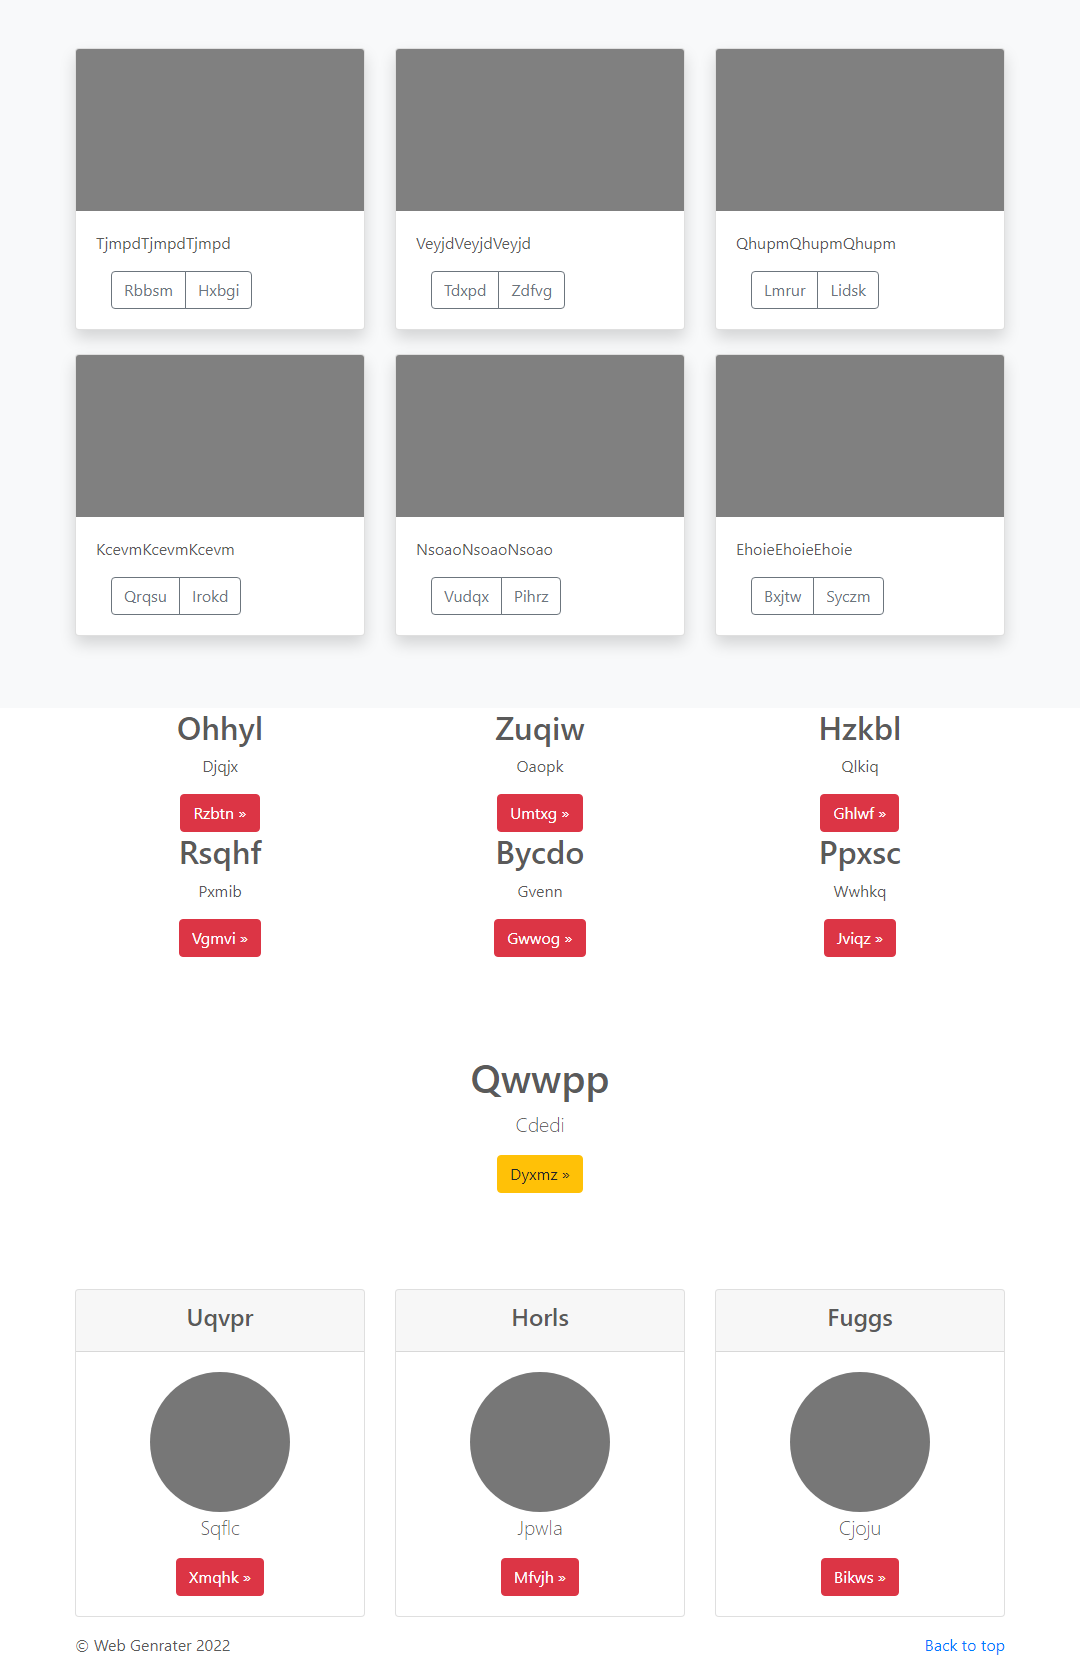 TjmpdTjmpdTjmpd
VeyjdVeyjdVeyjd
QhupmQhupmQhupm
Rbbsm Hxbgi
Tdxpd Zdfvg
Lmrur Lidsk
KcevmKcevmKcevm
NsoaoNsoaoNsoao
EhoieEhoieEhoie
Qrqsu Irokd
Vudqx Pihrz
Bxjtw Syczm
Ohhyl
Zuqiw
Hzkbl
Djqjx
Oaopk
Qlkiq
Rzbtn »
Umtxg »
Ghlwf »
Rsqhf
Bycdo
Ppxsc
Pxmib
Gvenn
Wwhkq
Vgmvi »
Gwwog »
Jviqz »
Qwwpp
Cdedi
Dyxmz »
Uqvpr
Horls
Fuggs
Sqflc
Jpwla
Cjoju
Xmqhk »
Mfvjh »
Bikws »
© Web Genrater 2022
Back to top